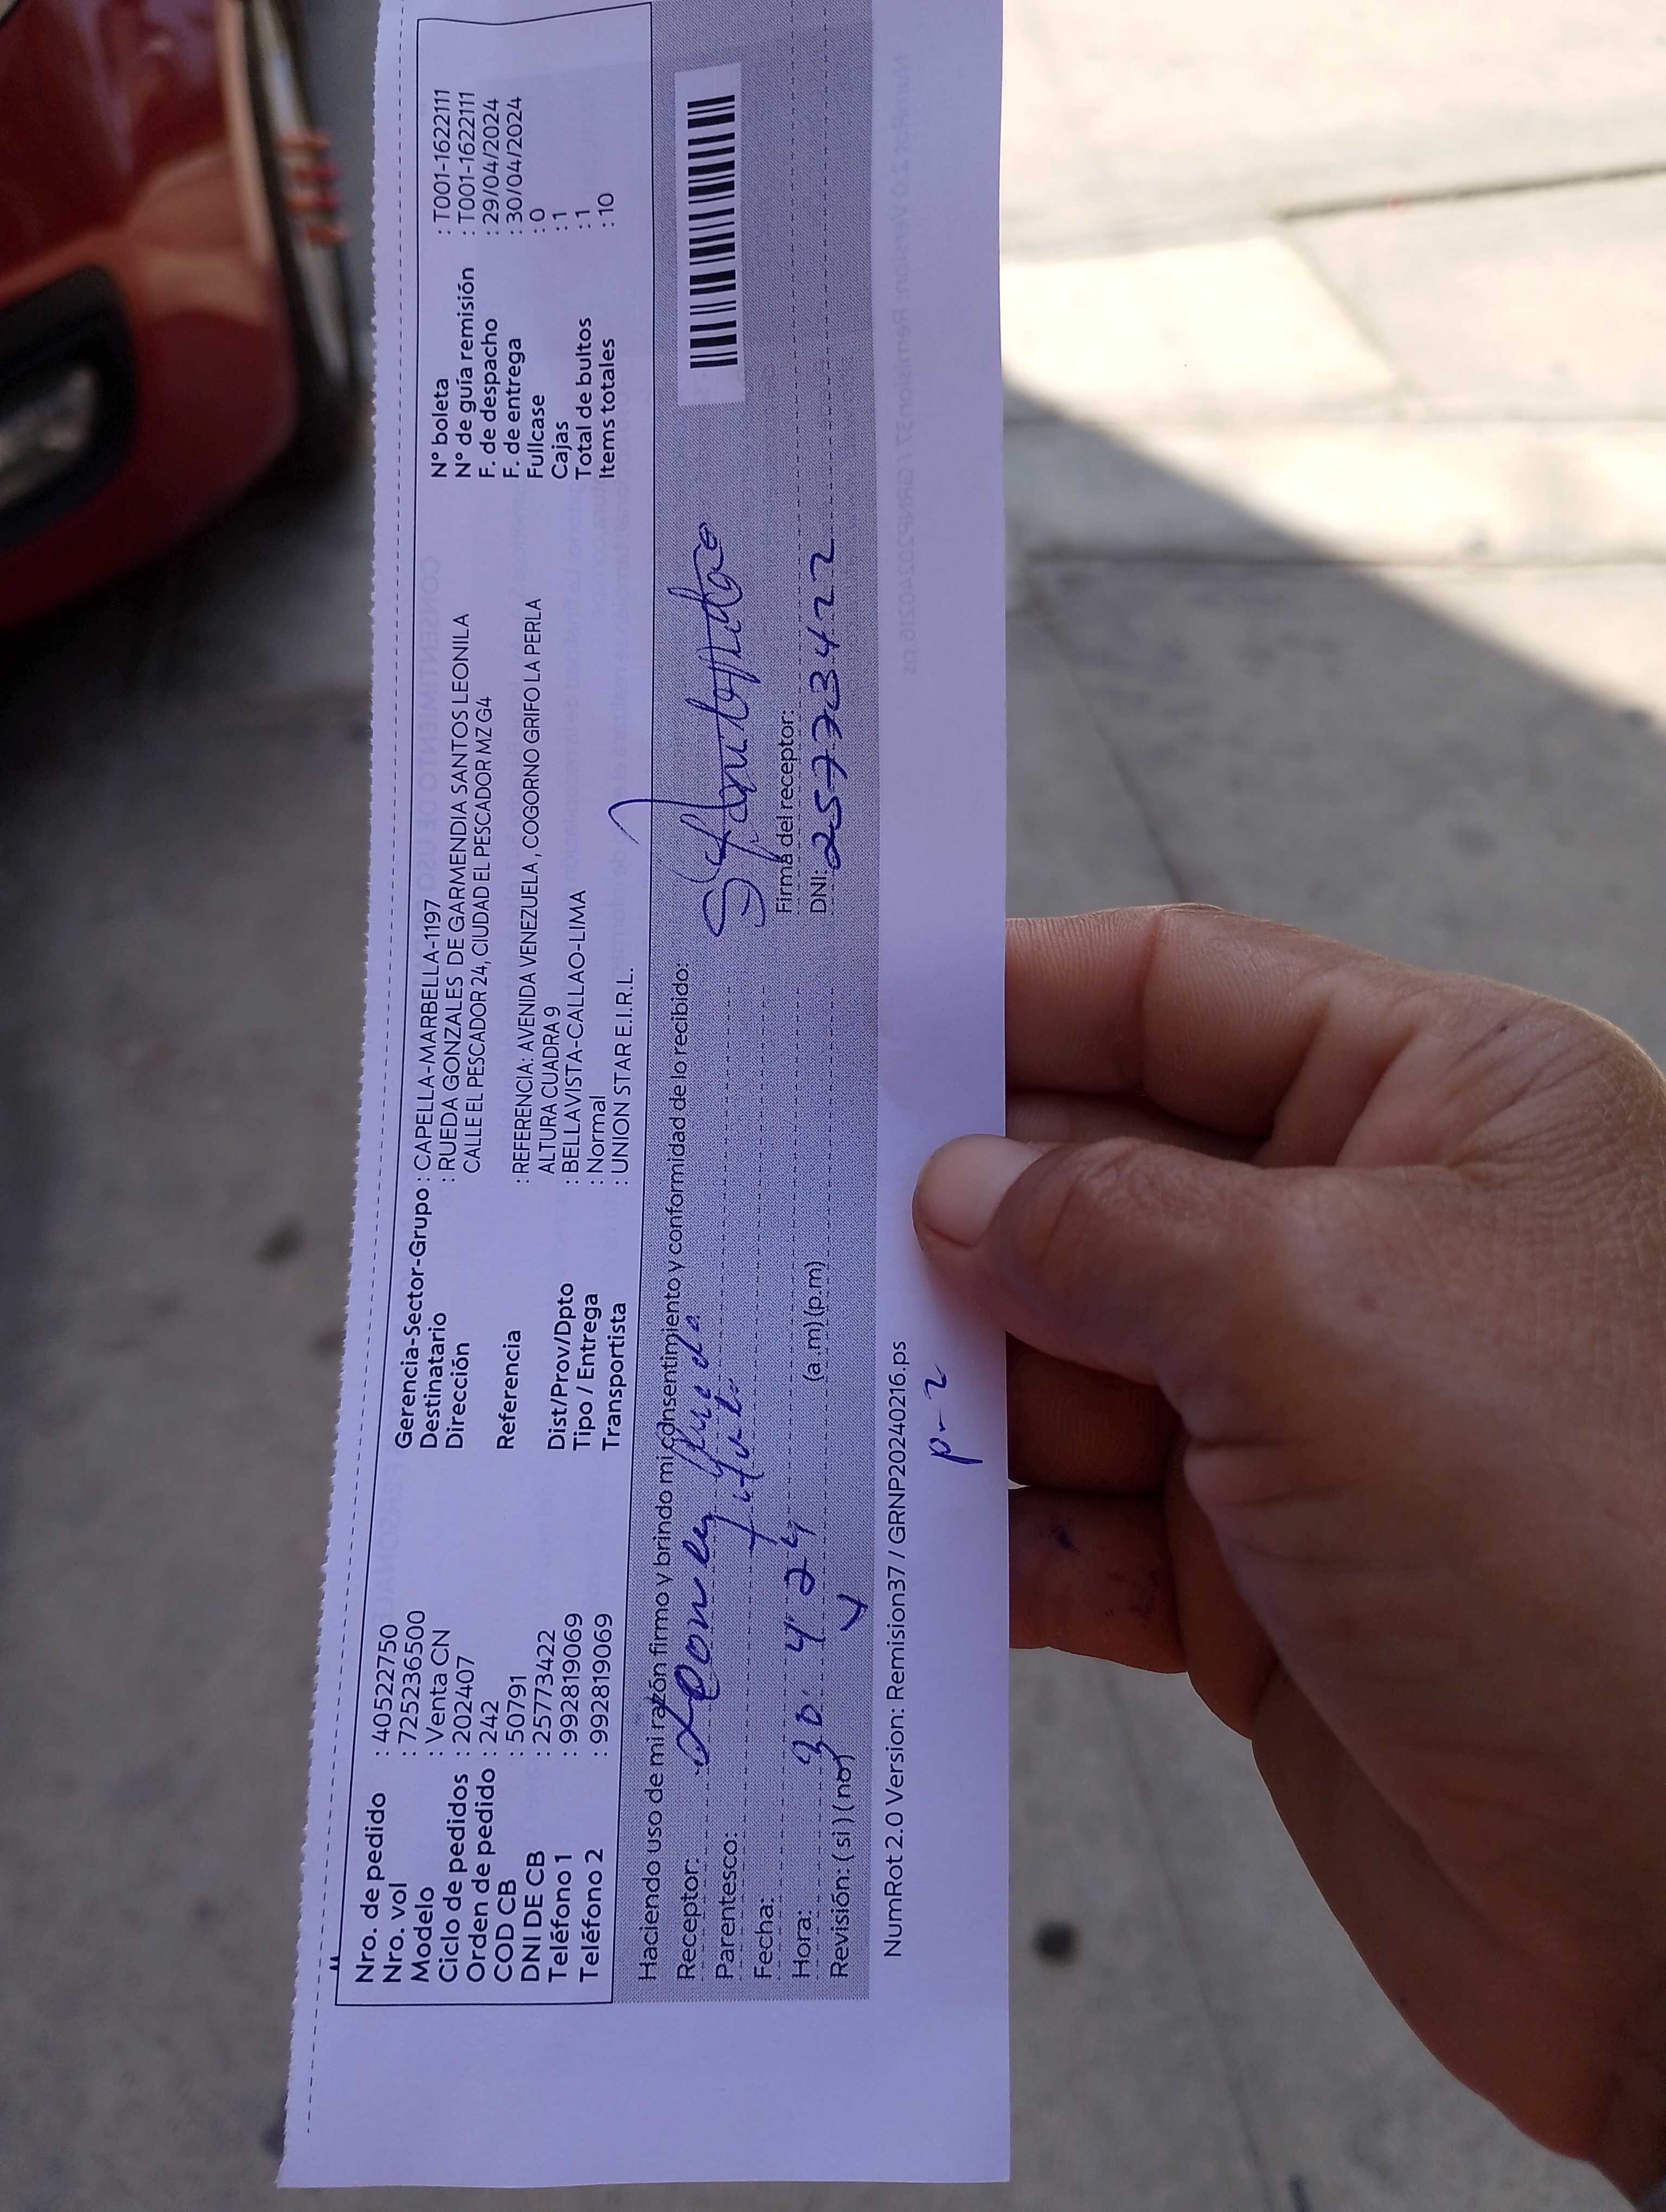 Nro. de pedido : 40522750
Nro. vol : 725236500
Modelo : Venta CN
Ciclo de pedidos : 202407
Orden de pedido : 242
COD CB : 50791
DNI DE CB : 25773422
Teléfono 1 : 992819069
Teléfono 2 : 992819069
Gerencia-Sector-Grupo : CAPELLA-MARBELLA-1197
Destinatario : RUEDA GONZALES DE GARMENDIA SANTOS LEONILA
Dirección CALLE EL PESCADOR 24, CIUDAD EL PESCADOR MZ G4
Referencia : REFERENCIA: AVENIDA VENEZUELA , COGORNO GRIFO LA PERLA
ALTURA CUADRA 9
Dist/Prov/Dpto : BELLAVISTA-CALLAO-LIMA
Tipo / Entrega : Normal
Transportista : UNION STAR E.I.R.L.
N° boleta : T001-1622111
N° de guía remisión : T001-1622111
F. de despacho : 29/04/2024
F. de entrega : 30/04/2024
Fullcase : 0
Cajas : 1
Total de bultos : 1
Items totales : 10
Haciendo uso de mi razón firmo y brindo mi consentimiento y conformidad de lo recibido:
Receptor:
Parentesco:
Fecha:
Hora: 30 4 24 (a .m) (p.m)
Revisión: ( si ) ( no)
Firma del receptor:
DNI: 25773422
NumRot 2.0 Version: Remision37 / GRNP20240216.ps
p-2